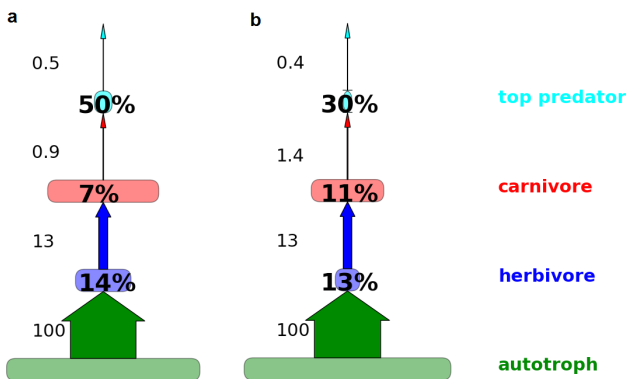 a
b
0.5
0.4
50%
30%
top predator
0.9
1.4
7%
11%
carnivore
13
13
14%
13%
herbivore
100
100
autotroph